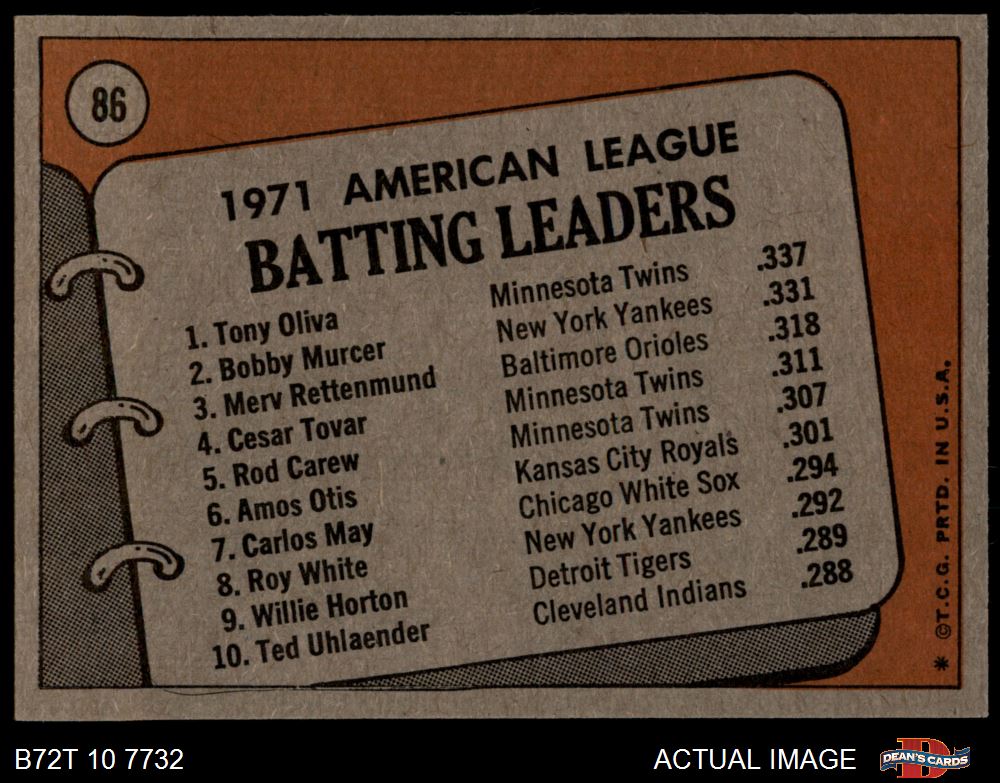 86
1971 AMERICAN LEAGUE
BATTING LEADERS
1. Tony Oliva Minnesota Twins .337
2. Bobby Murcer New York Yankees .331
3. Merv Rettenmund Baltimore Orioles .318
4. Cesar Tovar Minnesota Twins .311
5. Rod Carew Minnesota Twins .307
6. Amos Otis Kansas City Royals .301
7. Carlos May Chicago White Sox .294
8. Roy White New York Yankees .292
9. Willie Horton Detroit Tigers .289
10. Ted Uhlaender Cleveland Indians .288
* ©T.C.G. PRTD. IN U.S.A.
B72T 10 7732 ACTUAL IMAGE
D
DEAN'S CARDS